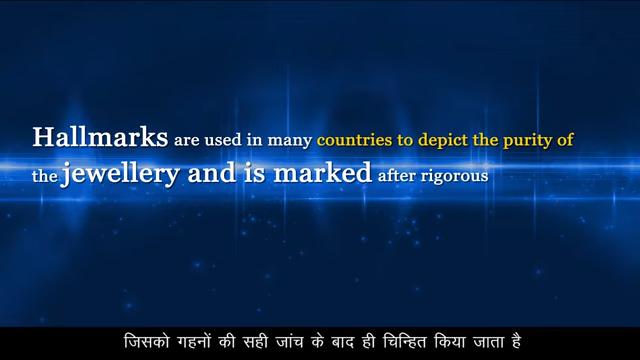 Hallmarks are used in many countries to depict the purity of
the jewellery and is marked after rigorous
जिसको गहनों की सही जांच के बाद ही चिन्हित किया जाता है